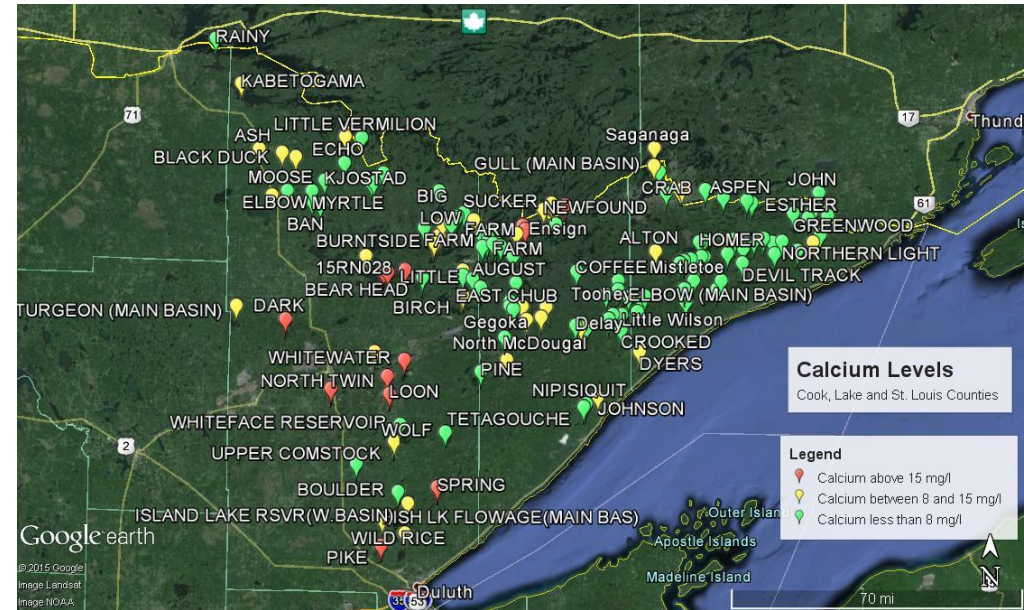 RAINY
KABETOGAMA
71
17
Thund
LITTLE VERMILION
ASH
ECHO
Saganaga
BLACK DUCK
GULL (MAIN BASIN)
MOOSE
KJOSTAD
CRAB
ASPEN
JOHN
BIG
SUCKER
NEWFOUND
ELBOW
MYRTLE
ESTHER
61
BAN
LOW
FARM
Ensign
GREENWOOD
BURNTSIDE
FARM
FARM
ALTON
HOMER
NORTHERN LIGHT
15RN028
LITTLE
AUGUST
COFFEE
Mistletoe
DEVIL TRACK
BEAR HEAD
TURGEON (MAIN BASIN)
DARK
BIRCH
EAST CHUB
Toohey
ELBOW (MAIN BASIN)
Gegoka
Delay
Little Wilson
North McDougal
CROOKED
WHITEWATER
PINE
DYERS
NORTH TWIN
LOON
NIPISIQUIT
WHITEFACE RESERVOIR
WOLF
TETAGOUCHE
JOHNSON
2
UPPER COMSTOCK
BOULDER
SPRING
ISLAND LAKE RSVR(W.BASIN)
ISH LK FLOWAGE(MAIN BAS)
WILD RICE
PIKE
Calcium Levels
Cook, Lake and St. Louis Counties
Legend
Calcium above 15 mg/l
Calcium between 8 and 15 mg/l
Calcium less than 8 mg/l
Outer Island
Apostle Islands
Madeline Island
Google earth
© 2015 Google
Image Landsat
Image NOAA
35
53
Duluth
N
70 mi